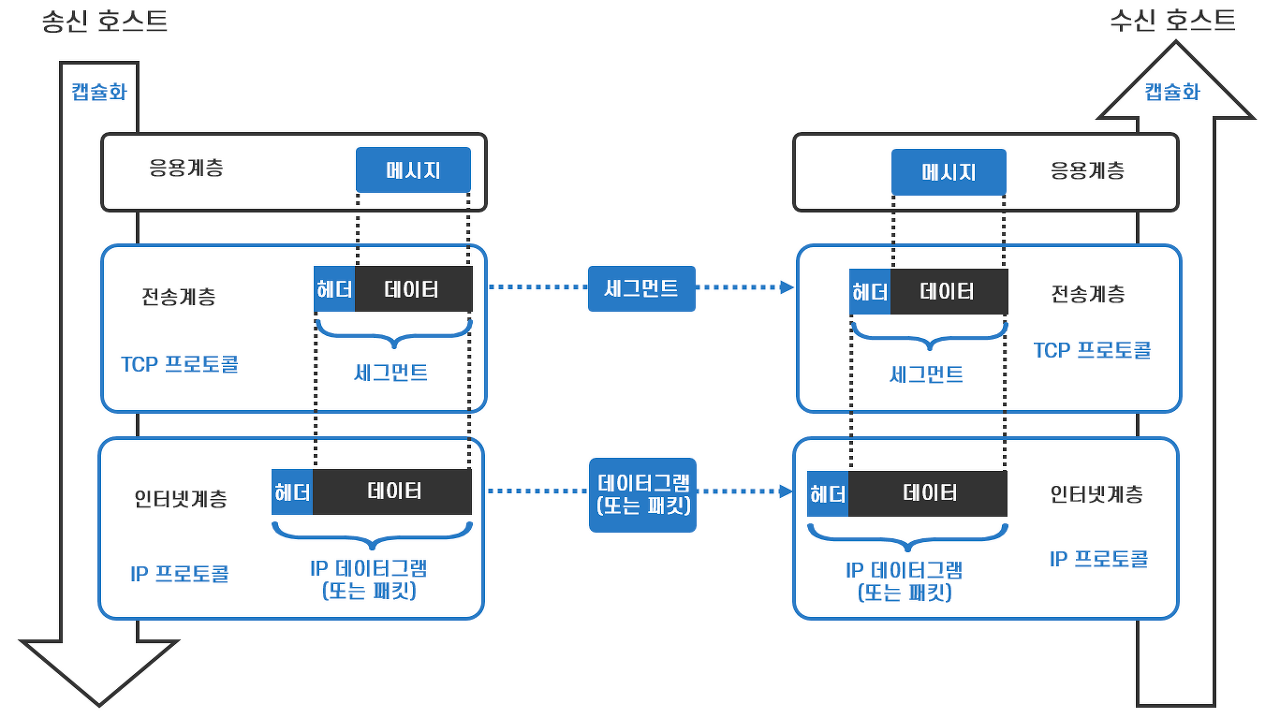 송신 호스트
수신 호스트
캡슐화
캡슐화
응용계층
메시지
메시지
응용계층
헤더
데이터
세그먼트
헤더
데이터
전송계층
전송계층
TCP 프로토콜
세그먼트
세그먼트
TCP 프로토콜
헤더
데이터
데이터그램
(또는 패킷)
헤더
데이터
인터넷계층
인터넷계층
IP 프로토콜
IP 데이터그램
(또는 패킷)
IP 데이터그램
(또는 패킷)
IP 프로토콜